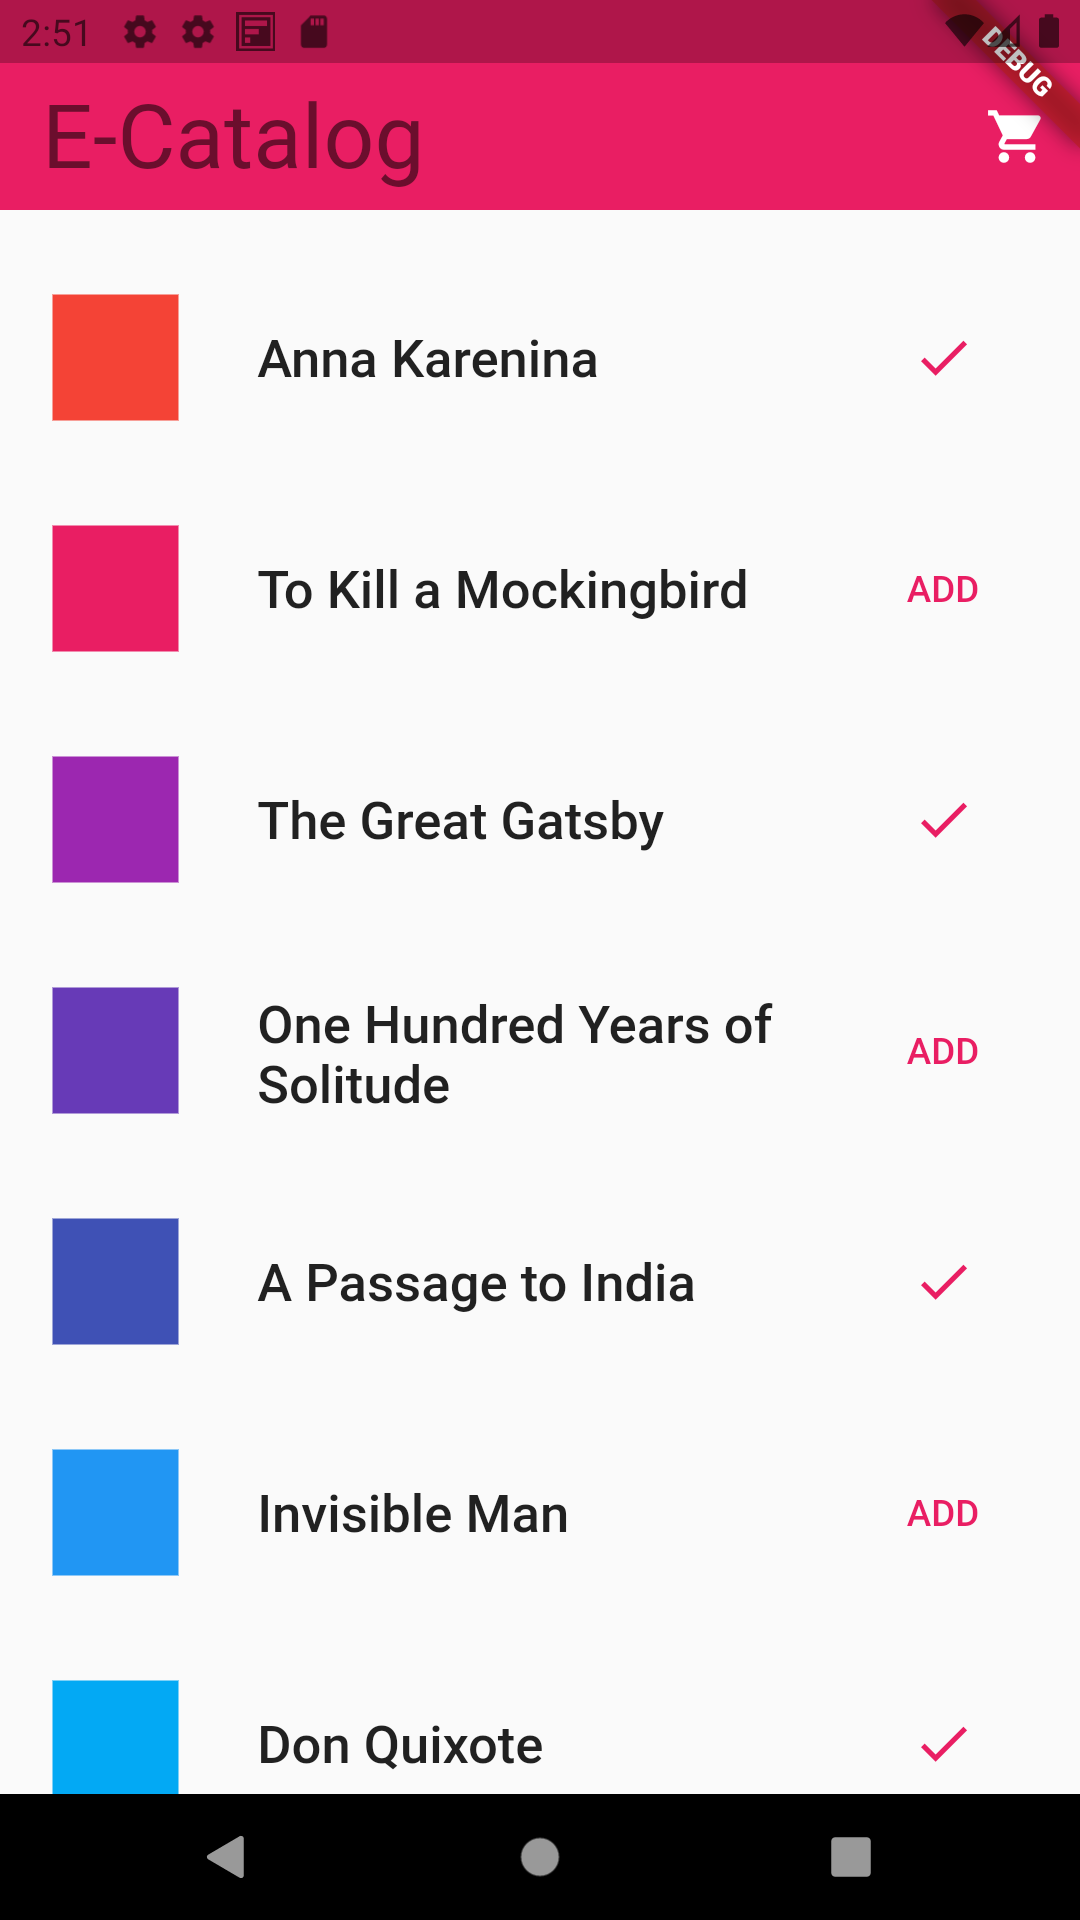 2:51
DEBUG
E-Catalog
Anna Karenina
To Kill a Mockingbird
ADD
The Great Gatsby
One Hundred Years of
Solitude
ADD
A Passage to India
Invisible Man
ADD
Don Quixote